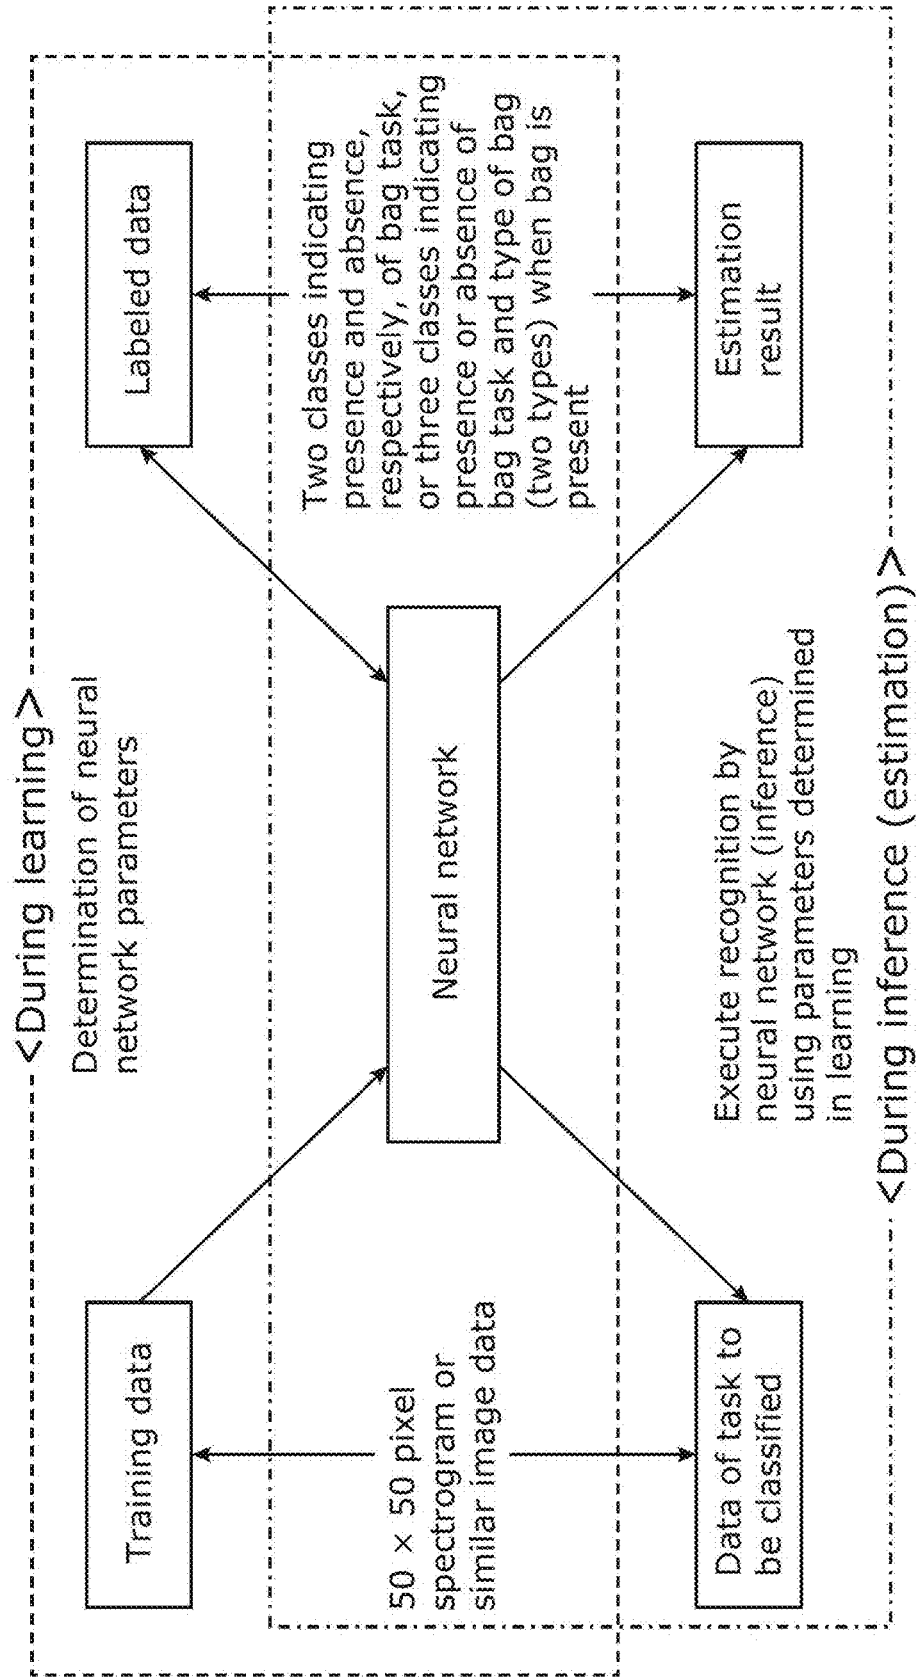 <During learning>
Determination of neural
network parameters
Training data
Labeled data
50 × 50 pixel
spectrogram or
similar image data
Neural network
Two classes indicating
presence and absence,
respectively, of bag task,
or three classes indicating
presence or absence of
bag task and type of bag
(two types) when bag is
present
Data of task to
be classified
Execute recognition by
neural network (inference)
using parameters determined
in learning
Estimation
result
<During inference (estimation)>